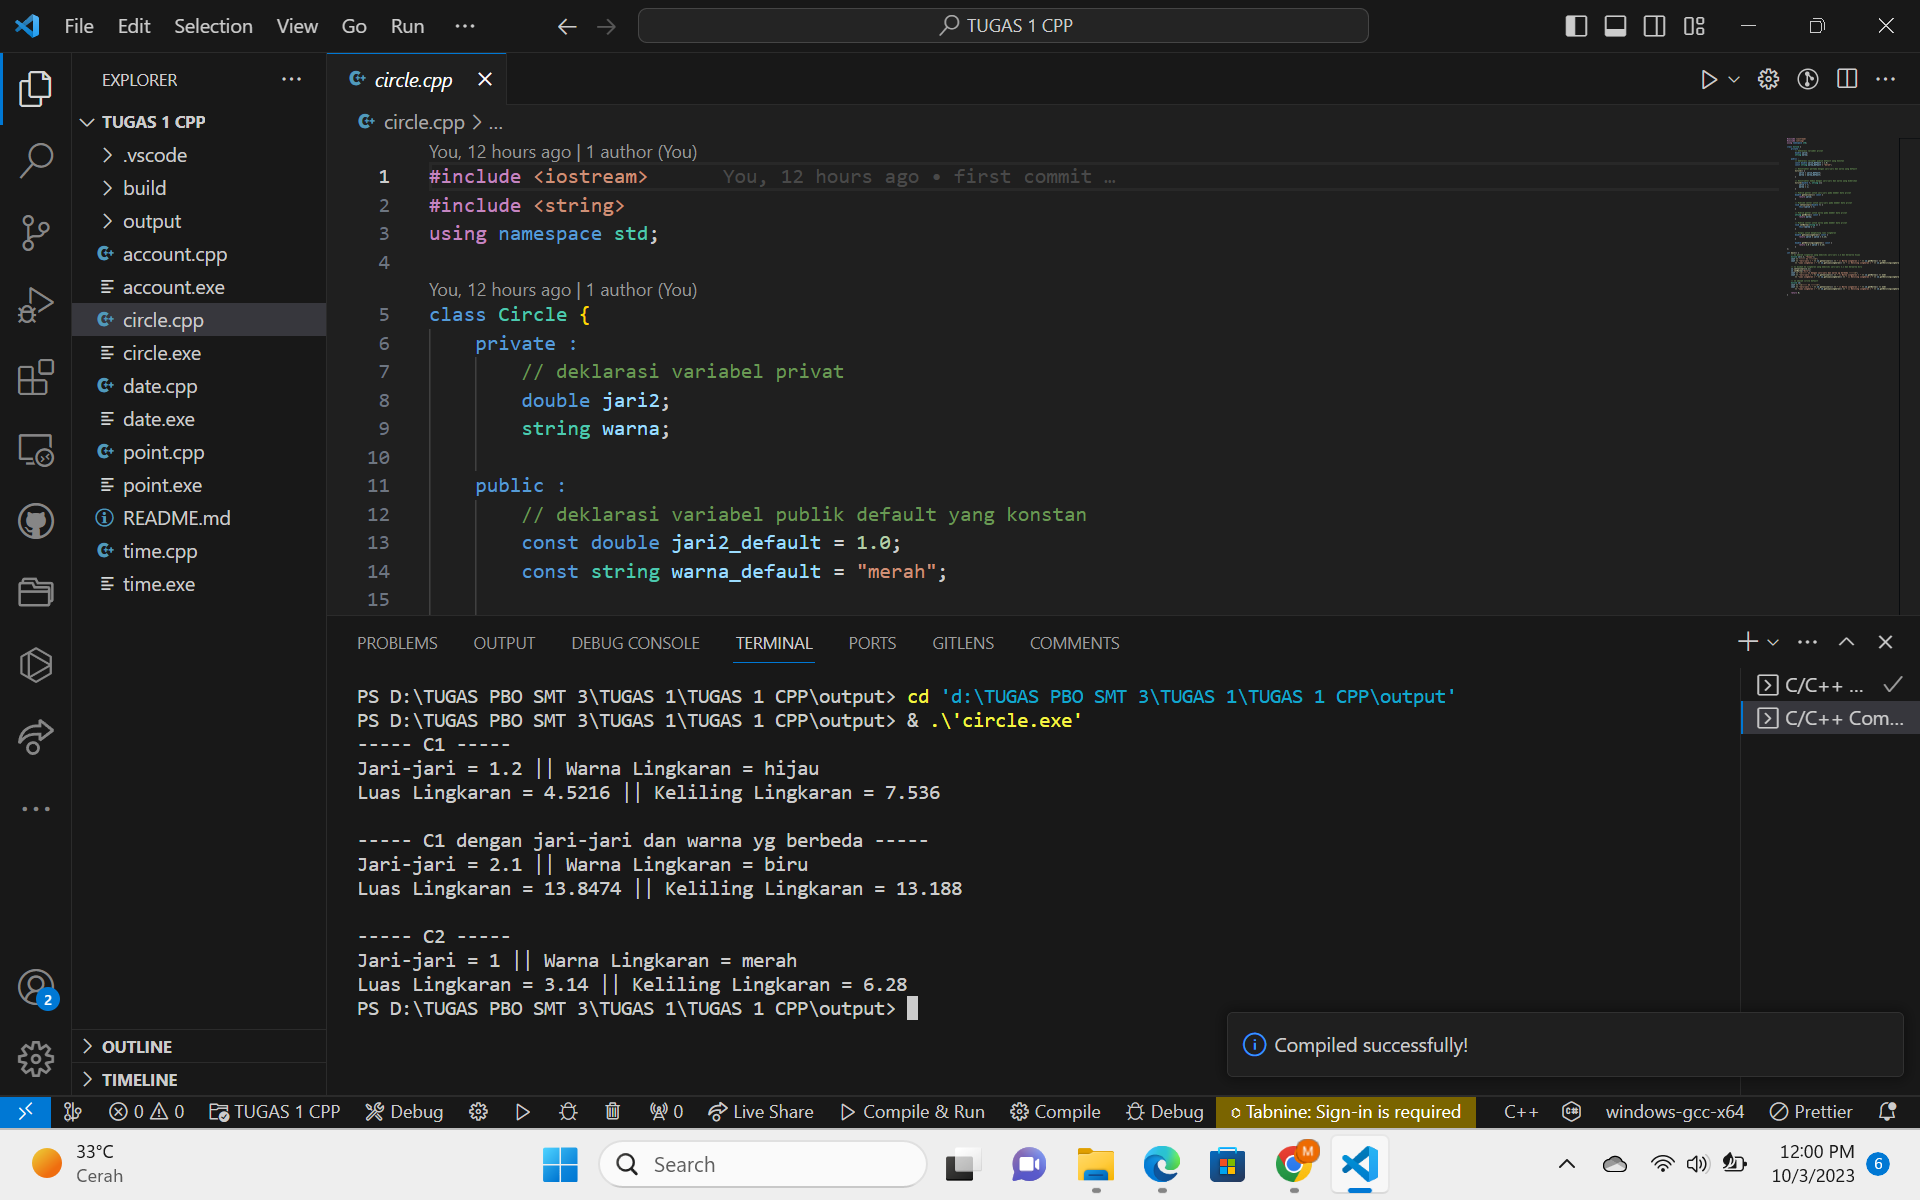 File Edit Selection View Go Run ...
TUGAS 1 CPP
EXPLORER
TUGAS 1 CPP
.vscode
build
output
account.cpp
account.exe
circle.cpp
circle.exe
date.cpp
date.exe
point.cpp
point.exe
README.md
time.cpp
time.exe
OUTLINE
TIMELINE
2
circle.cpp
circle.cpp > ...
You, 12 hours ago | 1 author (You)
1 #include <iostream> You, 12 hours ago • first commit …
2 #include <string>
3 using namespace std;
4
You, 12 hours ago | 1 author (You)
5 class Circle {
6 private :
7 // deklarasi variabel privat
8 double jari2;
9 string warna;
10
11 public :
12 // deklarasi variabel publik default yang konstan
13 const double jari2_default = 1.0;
14 const string warna_default = "merah";
15
PROBLEMS OUTPUT DEBUG CONSOLE TERMINAL PORTS GITLENS COMMENTS
PS D:\TUGAS PBO SMT 3\TUGAS 1\TUGAS 1 CPP\output> cd 'd:\TUGAS PBO SMT 3\TUGAS 1\TUGAS 1 CPP\output'
PS D:\TUGAS PBO SMT 3\TUGAS 1\TUGAS 1 CPP\output> & .\'circle.exe'
----- C1 -----
Jari-jari = 1.2 || Warna Lingkaran = hijau
Luas Lingkaran = 4.5216 || Keliling Lingkaran = 7.536
----- C1 dengan jari-jari dan warna yg berbeda -----
Jari-jari = 2.1 || Warna Lingkaran = biru
Luas Lingkaran = 13.8474 || Keliling Lingkaran = 13.188
----- C2 -----
Jari-jari = 1 || Warna Lingkaran = merah
Luas Lingkaran = 3.14 || Keliling Lingkaran = 6.28
PS D:\TUGAS PBO SMT 3\TUGAS 1\TUGAS 1 CPP\output>
C/C++ ...
C/C++ Com...
Compiled successfully!
0 0 TUGAS 1 CPP Debug 0 Live Share Compile & Run Compile Debug Tabnine: Sign-in is required C++ windows-gcc-x64 Prettier
33°C
Cerah
Search
M
12:00 PM
10/3/2023
6